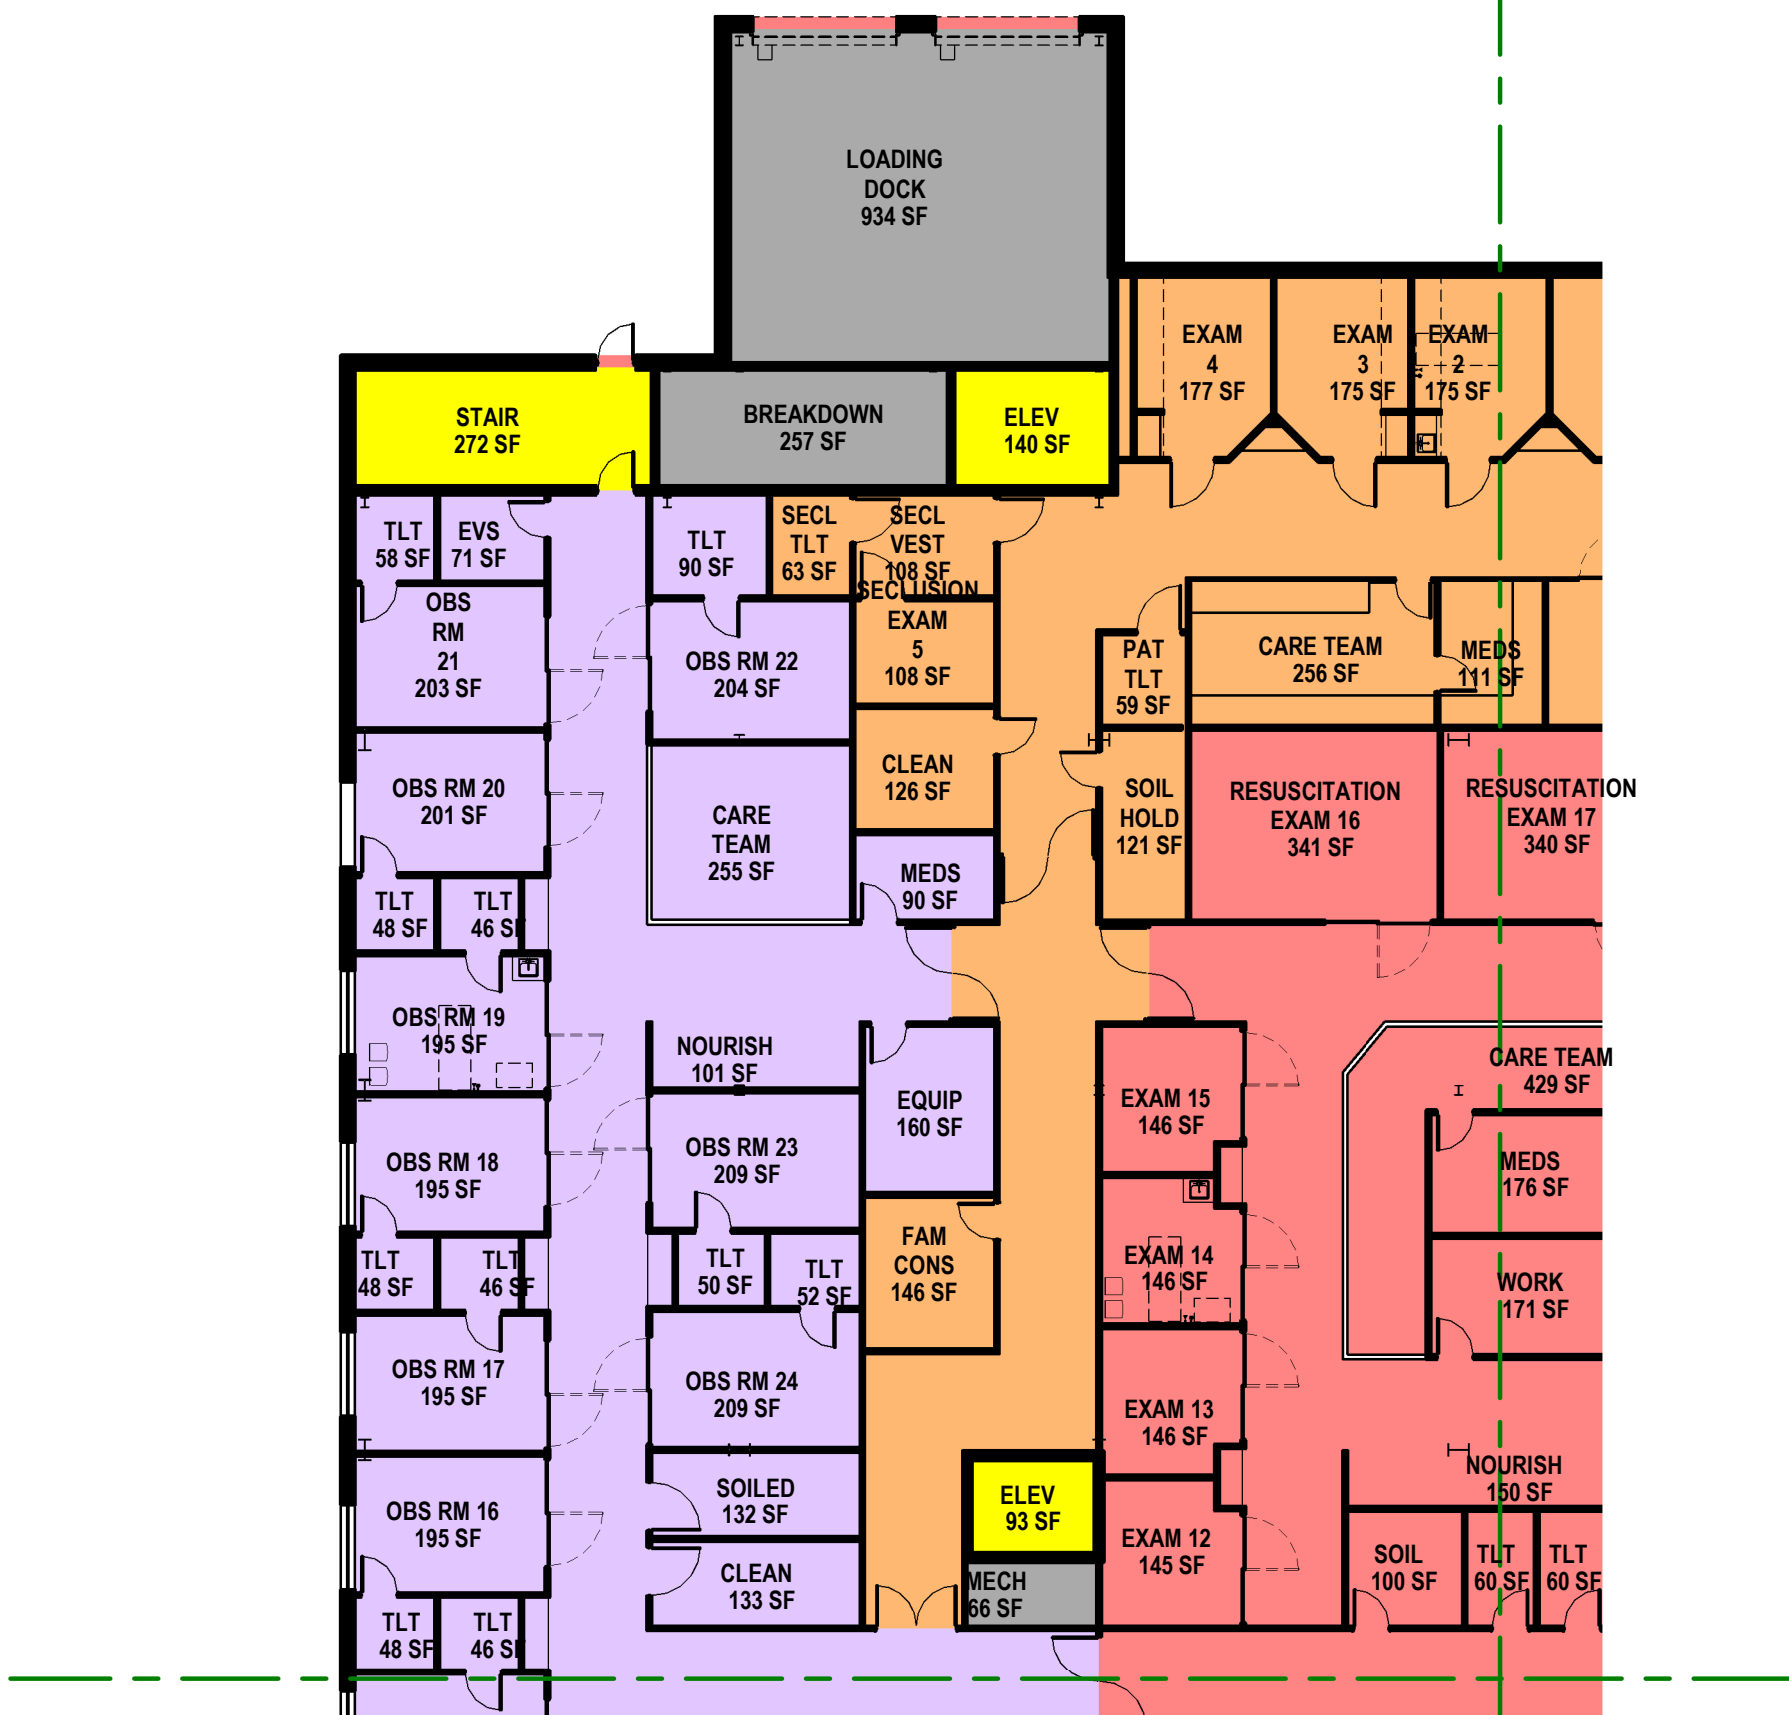 LOADING
DOCK
934 SF
EXAM
4
177 SF
EXAM
3
175 SF
EXAM
2
175 SF
STAIR
272 SF
BREAKDOWN
257 SF
ELEV
140 SF
TLT
58 SF
EVS
71 SF
TLT
90 SF
SECL
TLT
63 SF
SECL
VEST
108 SF
SECLUSION
EXAM
5
108 SF
OBS
RM
21
203 SF
OBS RM 22
204 SF
PAT
TLT
59 SF
CARE TEAM
256 SF
MEDS
111 SF
OBS RM 20
201 SF
CARE
TEAM
255 SF
CLEAN
126 SF
SOIL
HOLD
121 SF
RESUSCITATION
EXAM 16
341 SF
RESUSCITATION
EXAM 17
340 SF
MEDS
90 SF
TLT
48 SF
TLT
46 SF
OBS RM 19
195 SF
NOURISH
101 SF
EQUIP
160 SF
EXAM 15
146 SF
CARE TEAM
429 SF
OBS RM 18
195 SF
OBS RM 23
209 SF
MEDS
176 SF
TLT
48 SF
TLT
46 SF
TLT
50 SF
TLT
52 SF
FAM
CONS
146 SF
EXAM 14
146 SF
WORK
171 SF
OBS RM 17
195 SF
OBS RM 24
209 SF
EXAM 13
146 SF
OBS RM 16
195 SF
SOILED
132 SF
ELEV
93 SF
NOURISH
150 SF
EXAM 12
145 SF
SOIL
100 SF
TLT
60 SF
TLT
60 SF
CLEAN
133 SF
MECH
66 SF
TLT
48 SF
TLT
46 SF